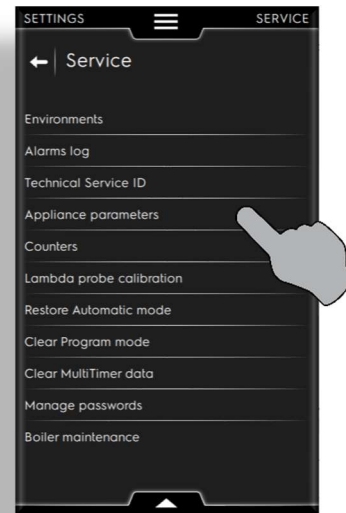 SETTINGS SERVICE
Service
Environments
Alarms log
Technical Service ID
Appliance parameters
Counters
Lambda probe calibration
Restore Automatic mode
Clear Program mode
Clear MultiTimer data
Manage passwords
Boiler maintenance